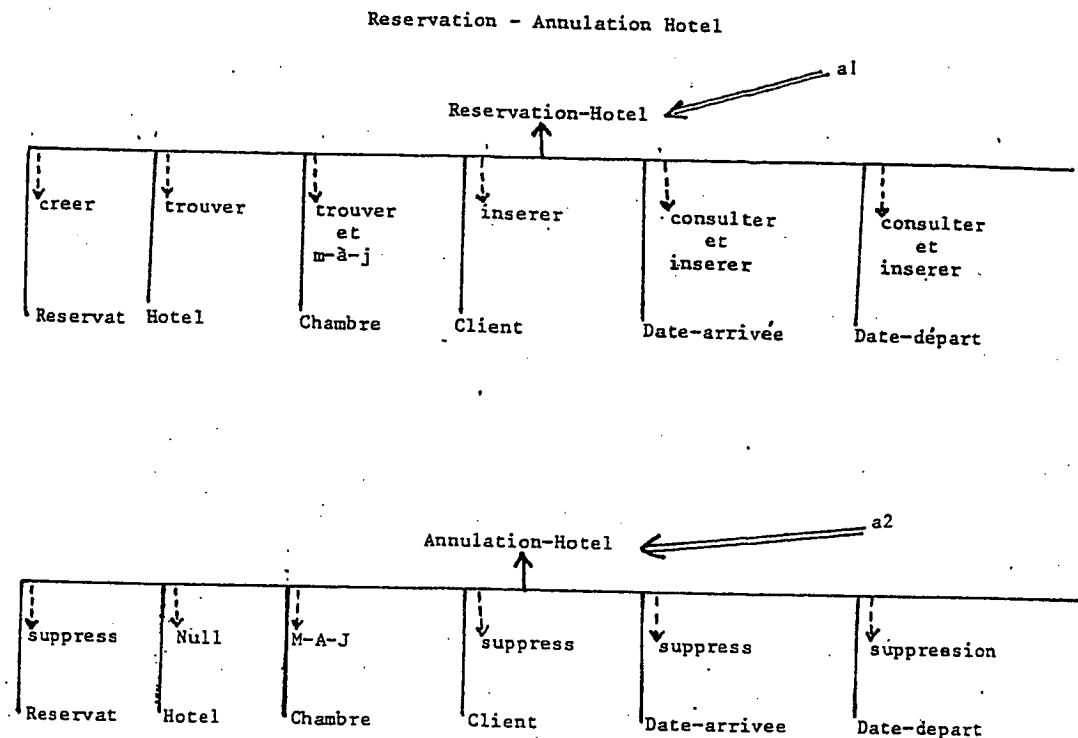 Reservation - Annulation Hotel
a1
Reservation-Hotel
creer trouver trouver et m-à-j inserer consulter et inserer consulter et inserer
Reservat Hotel Chambre Client Date-arrivée Date-départ
a2
Annulation-Hotel
suppress Null M-A-J suppress suppress suppression
Reservat Hotel Chambre Client Date-arrivee Date-depart